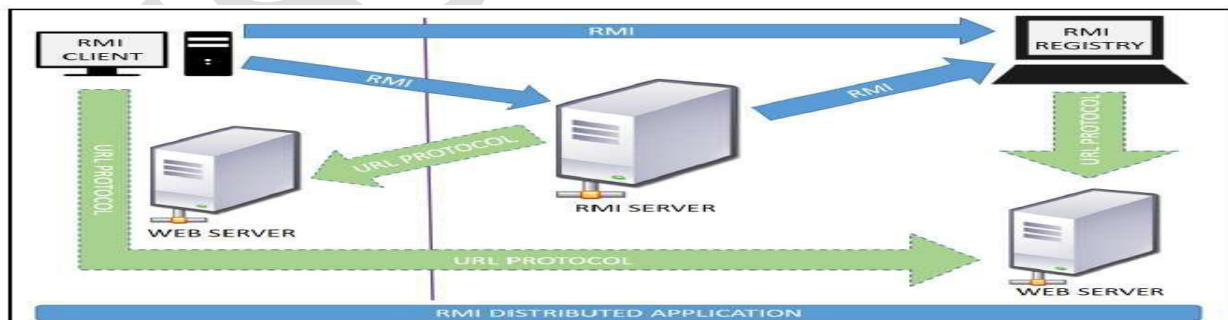 RMI
CLIENT
RMI
RMI
REGISTRY
RMI
RMI
URL PROTOCOL
URL PROTOCOL
URL PROTOCOL
RMI SERVER
WEB SERVER
URL PROTOCOL
WEB SERVER
RMI DISTRIBUTED APPLICATION